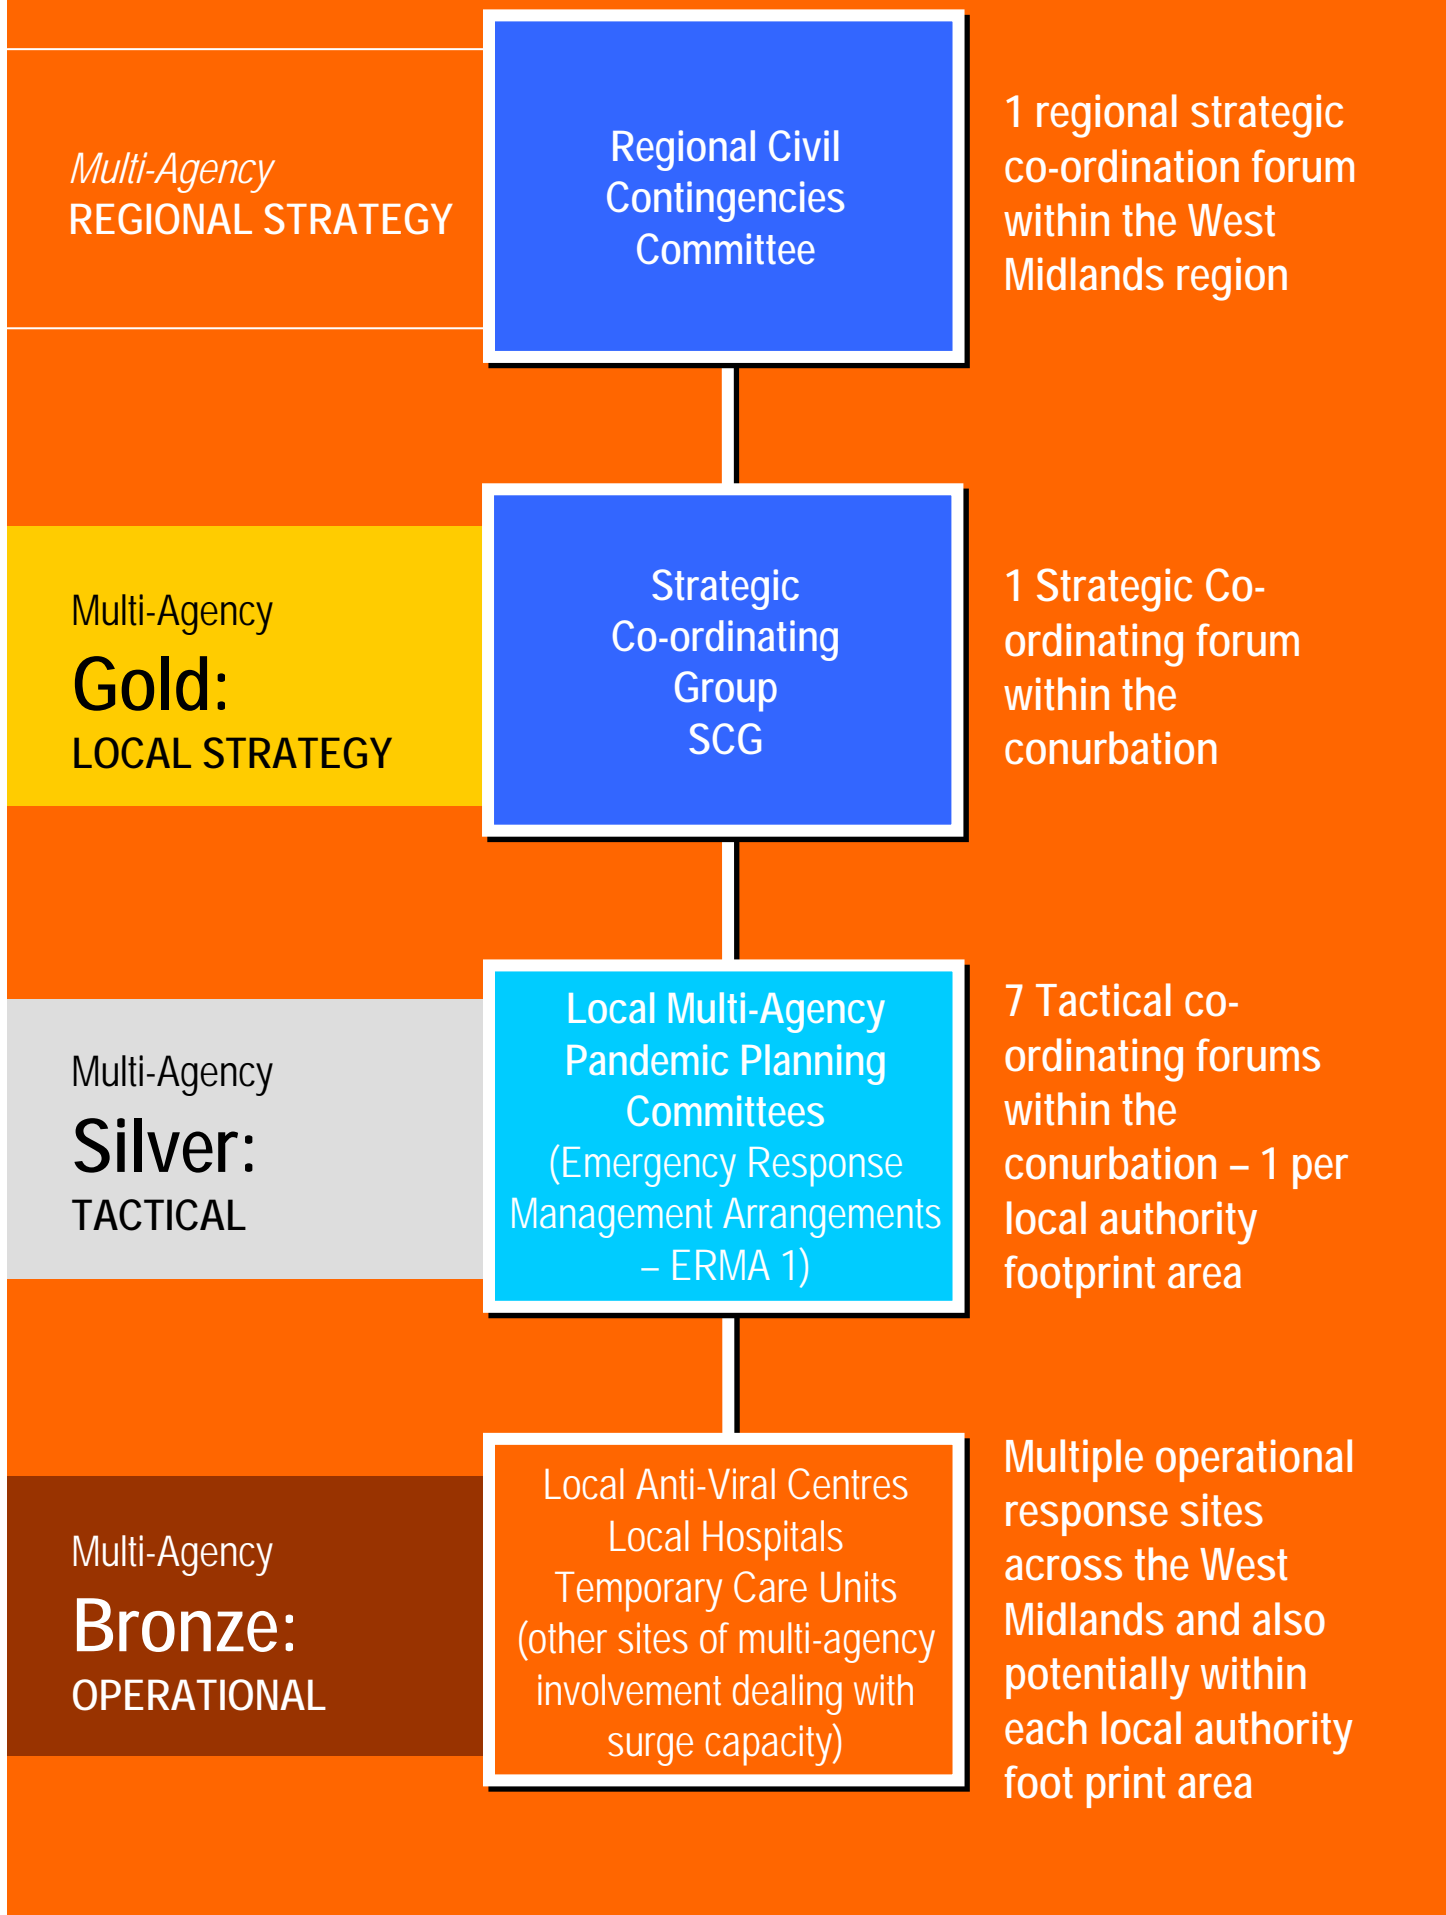 Multi-Agency
REGIONAL STRATEGY
Regional Civil
Contingencies
Committee
1 regional strategic
co-ordination forum
within the West
Midlands region
Multi-Agency
Gold:
LOCAL STRATEGY
Strategic
Co-ordinating
Group
SCG
1 Strategic Co-
ordinating forum
within the
conurbation
Multi-Agency
Silver:
TACTICAL
Local Multi-Agency
Pandemic Planning
Committees
(Emergency Response
Management Arrangements
– ERMA 1)
7 Tactical co-
ordinating forums
within the
conurbation – 1 per
local authority
footprint area
Multi-Agency
Bronze:
OPERATIONAL
Local Anti-Viral Centres
Local Hospitals
Temporary Care Units
(other sites of multi-agency
involvement dealing with
surge capacity)
Multiple operational
response sites
across the West
Midlands and also
potentially within
each local authority
foot print area